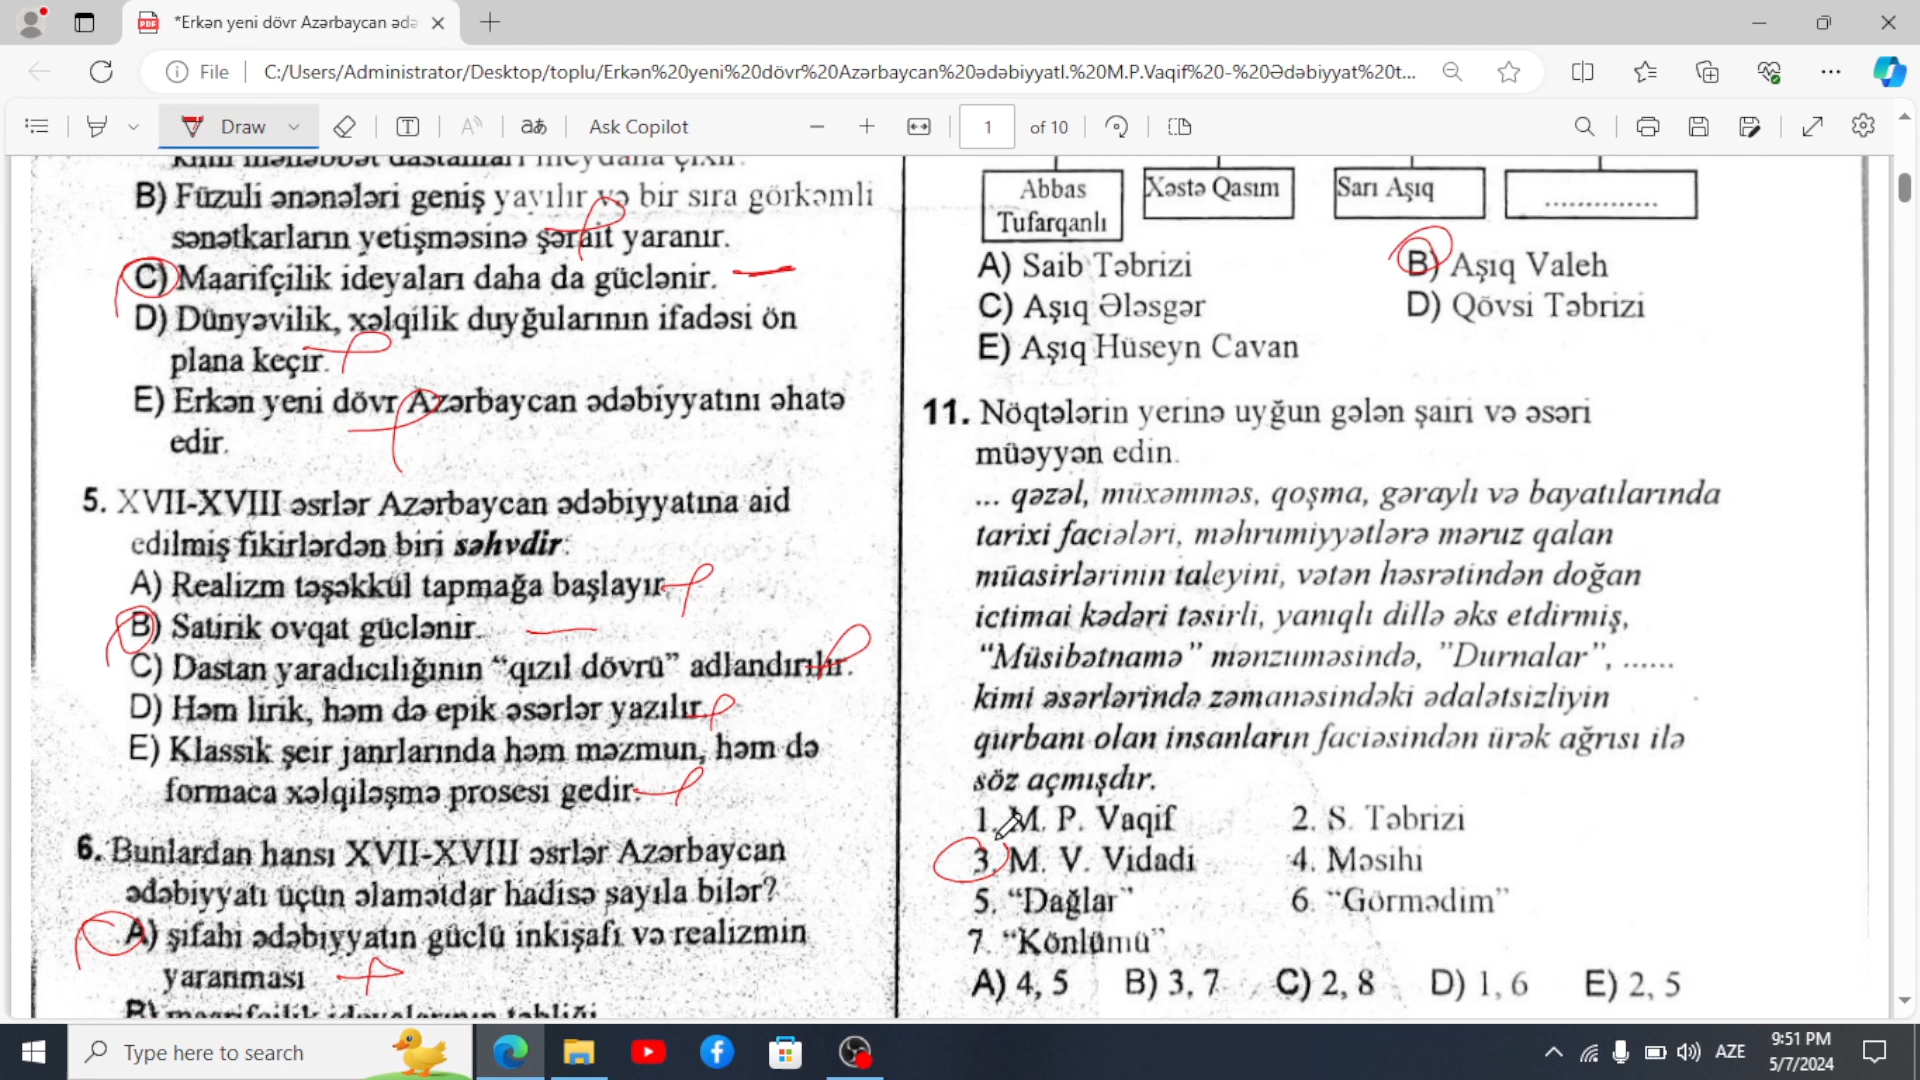 *Erkən yeni dövr Azərbaycan ədə
File
C:/Users/Administrator/Desktop/toplu/Erkən%20yeni%20dövr%20Azərbaycan%20ədəbiyyatI.%20M.P.Vaqif%20-%20Ədəbiyyat%20t...
Draw
Ask Copilot
1 of 10
B) Füzuli ənənələri geniş yayılır və bir sıra görkəmli
sənətkarların yetişməsinə şərait yaranır.
C) Maarifçilik ideyaları daha da güclənir.
D) Dünyəvilik, xəlqilik duyğularının ifadəsi ön
plana keçir.
E) Erkən yeni dövr Azərbaycan ədəbiyyatını əhatə
edir.
5. XVII-XVIII əsrlər Azərbaycan ədəbiyyatına aid
edilmiş fikirlərdən biri səhvdir:
A) Realizm təşəkkül tapmağa başlayır.
B) Satirik ovqat güclənir.
C) Dastan yaradıcılığının “qızıl dövrü” adlandırılır.
D) Həm lirik, həm də epik əsərlər yazılır.
E) Klassik şeir janrlarında həm məzmun, həm də
formaca xəlqiləşmə prosesi gedir.
6. Bunlardan hansı XVII-XVIII əsrlər Azərbaycan
ədəbiyyatı üçün əlamətdar hadisə sayıla bilər?
A) şifahi ədəbiyyatın güclü inkişafı və realizmin
yaranması
B) maarifçilik ideyalarının təbliği
Abbas
Tufarqanlı
Xəstə Qasım
Sarı Aşıq
..............
A) Saib Təbrizi
B) Aşıq Valeh
C) Aşıq Ələsgər
D) Qövsi Təbrizi
E) Aşıq Hüseyn Cavan
11. Nöqtələrin yerinə uyğun gələn şairi və əsəri
müəyyən edin.
... qəzəl, müxəmməs, qoşma, gəraylı və bayatılarında
tarixi faciələri, məhrumiyyətlərə məruz qalan
müasirlərinin taleyini, vətən həsrətindən doğan
ictimai kədəri təsirli, yanıqlı dillə əks etdirmiş,
“Müsibətnamə” mənzuməsində, ”Durnalar”, ......
kimi əsərlərində zəmanəsindəki ədalətsizliyin
qurbanı olan insanların faciəsindən ürək ağrısı ilə
söz açmışdır.
1. M. P. Vaqif 2. S. Təbrizi
3. M. V. Vidadi 4. Məsihi
5. “Dağlar” 6. “Görmədim”
7. “Könlümü”
A) 4, 5 B) 3, 7 C) 2, 8 D) 1, 6 E) 2, 5
Type here to search
AZE
9:51 PM
5/7/2024